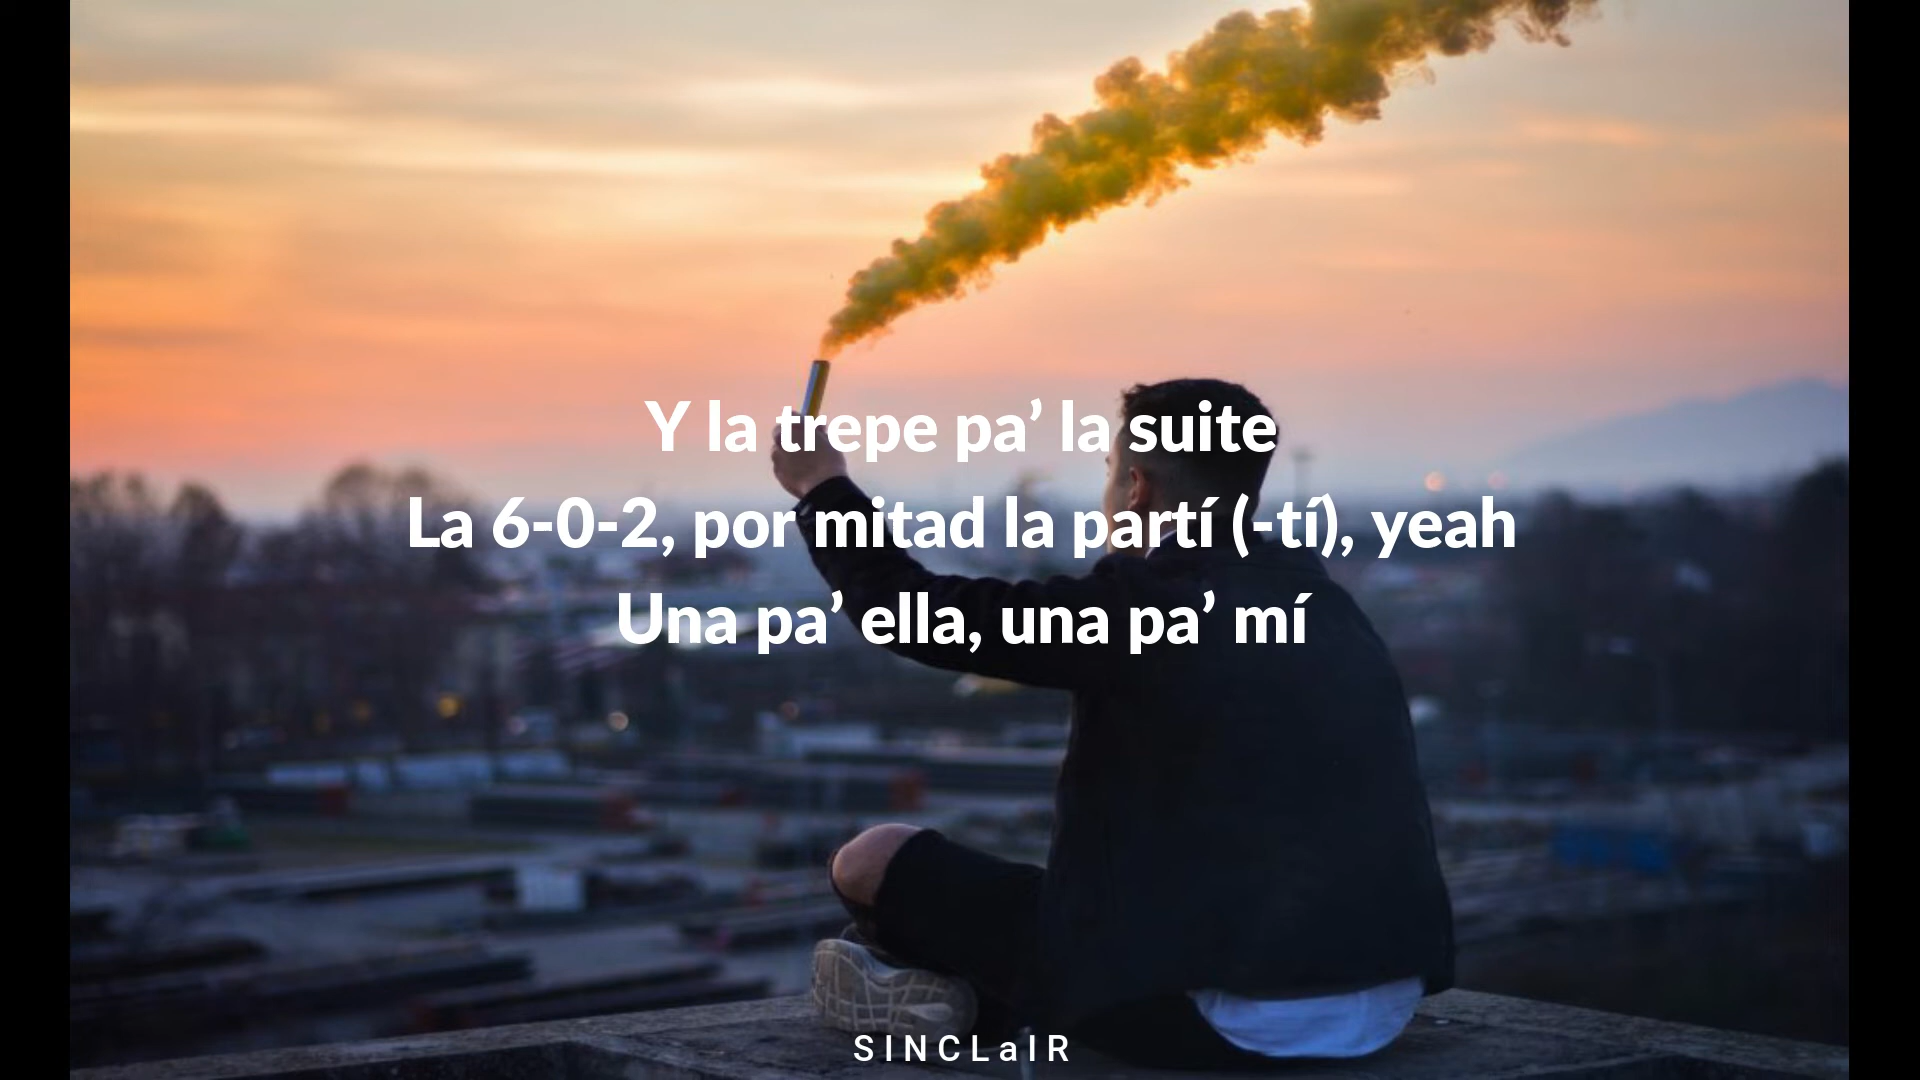 Y la trepe pa’ la suite
La 6-0-2, por mitad la partí (-tí), yeah
Una pa’ ella, una pa’ mí
SINCLaIR